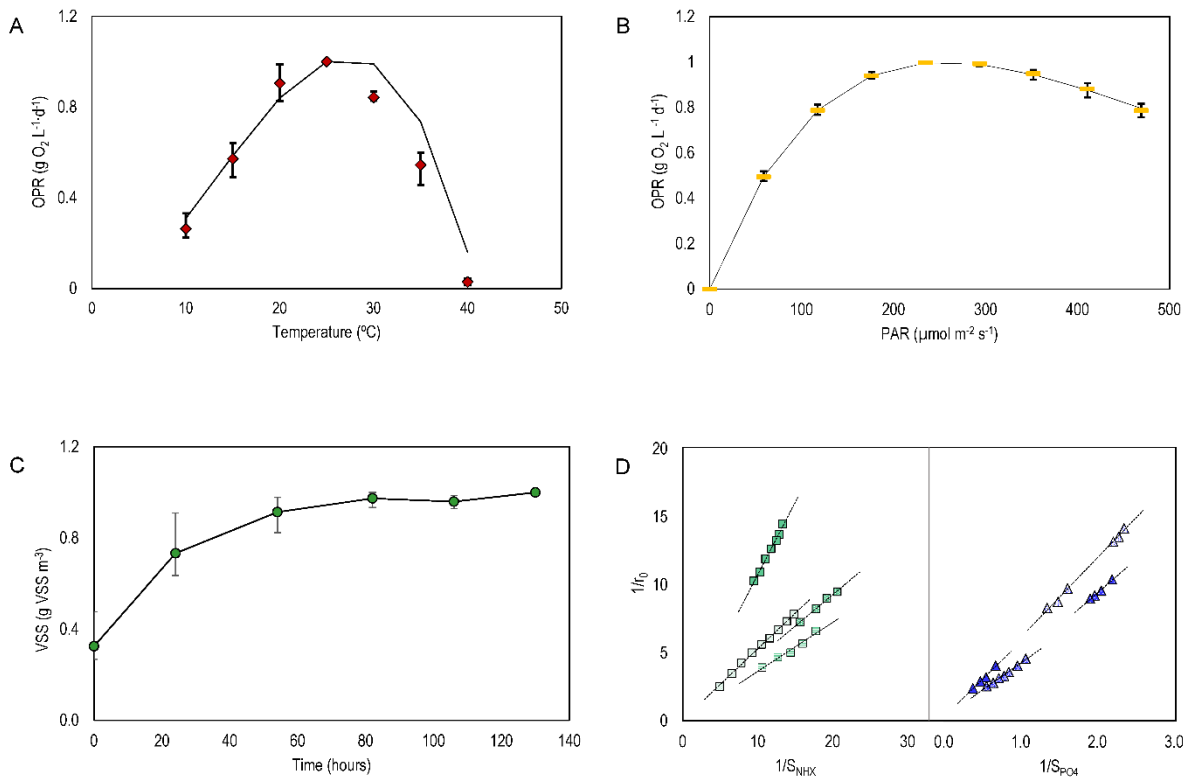 A
1.2
0.8
0.4
0
OPR (g O₂ L⁻¹·d⁻¹)
0 10 20 30 40 50
Temperature (ºC)
B
1.2
1
0.8
0.6
0.4
0.2
0
OPR (g O₂ L⁻¹ d⁻¹)
0 100 200 300 400 500
PAR (µmol m⁻² s⁻¹)
C
1.2
0.8
0.4
0.0
VSS (g VSS m⁻³)
0 20 40 60 80 100 120 140
Time (hours)
D
20
15
10
5
0
1/r₀
0 10 20 30 0.0 1.0 2.0 3.0
1/S_NHX 1/S_PO4